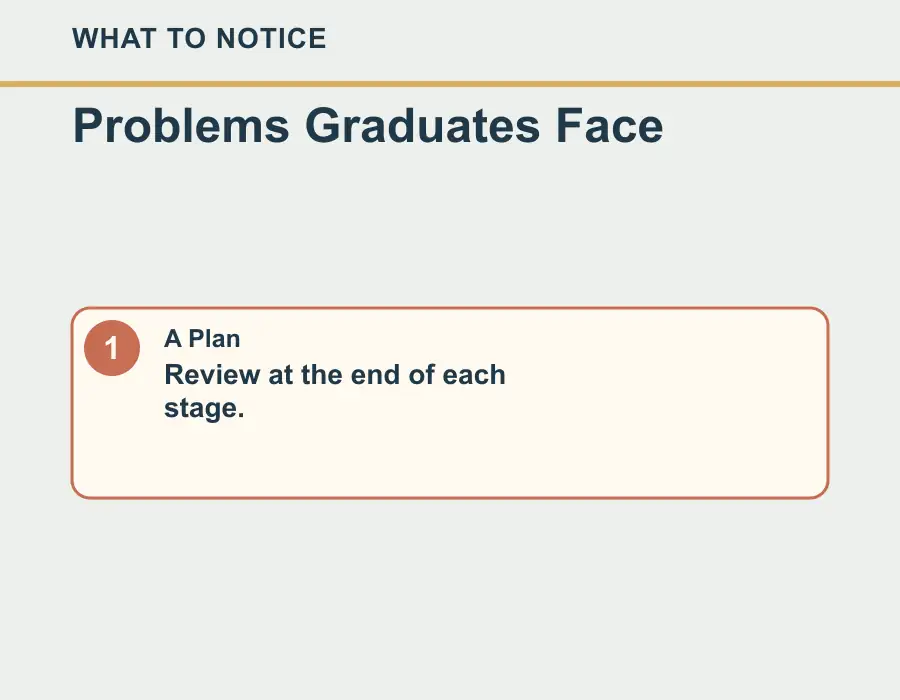 WHAT TO NOTICE
Problems Graduates Face
1
A Plan
Review at the end of each
stage.